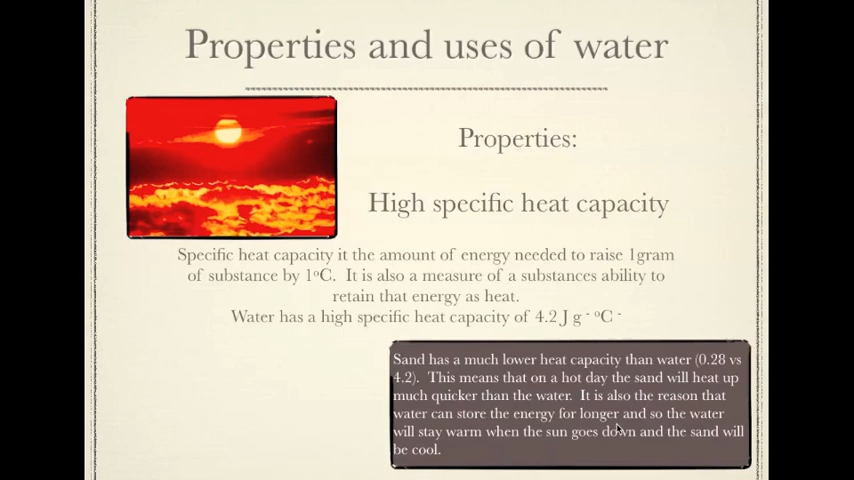 Properties and uses of water
Properties:
High specific heat capacity
Specific heat capacity it the amount of energy needed to raise 1gram
of substance by 1°C. It is also a measure of a substances ability to
retain that energy as heat.
Water has a high specific heat capacity of 4.2 J g - °C -
Sand has a much lower heat capacity than water (0.28 vs
4.2). This means that on a hot day the sand will heat up
much quicker than the water. It is also the reason that
water can store the energy for longer and so the water
will stay warm when the sun goes down and the sand will
be cool.